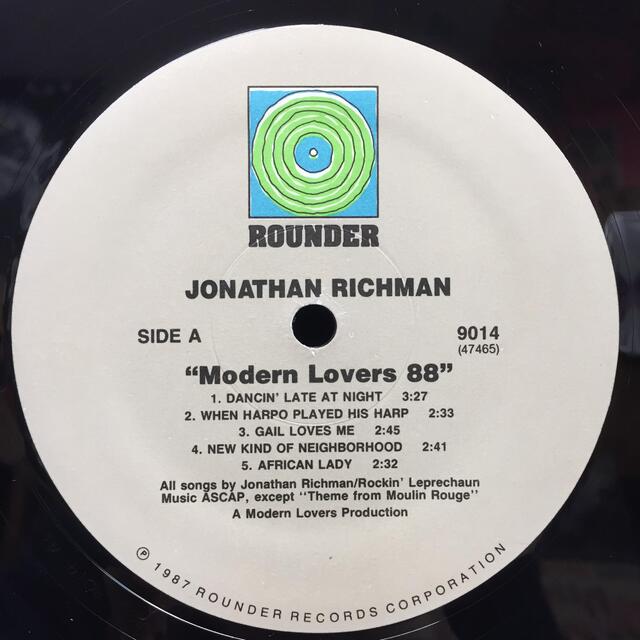 ROUNDER
JONATHAN RICHMAN
SIDE A
9014
(47465)
“Modern Lovers 88”
1. DANCIN’ LATE AT NIGHT 3:27
2. WHEN HARPO PLAYED HIS HARP 2:33
3. GAIL LOVES ME 2:45
4. NEW KIND OF NEIGHBORHOOD 2:41
5. AFRICAN LADY 2:32
All songs by Jonathan Richman/Rockin’ Leprechaun
Music ASCAP, except ‘‘Theme from Moulin Rouge’’
A Modern Lovers Production
℗ 1987 ROUNDER RECORDS CORPORATION